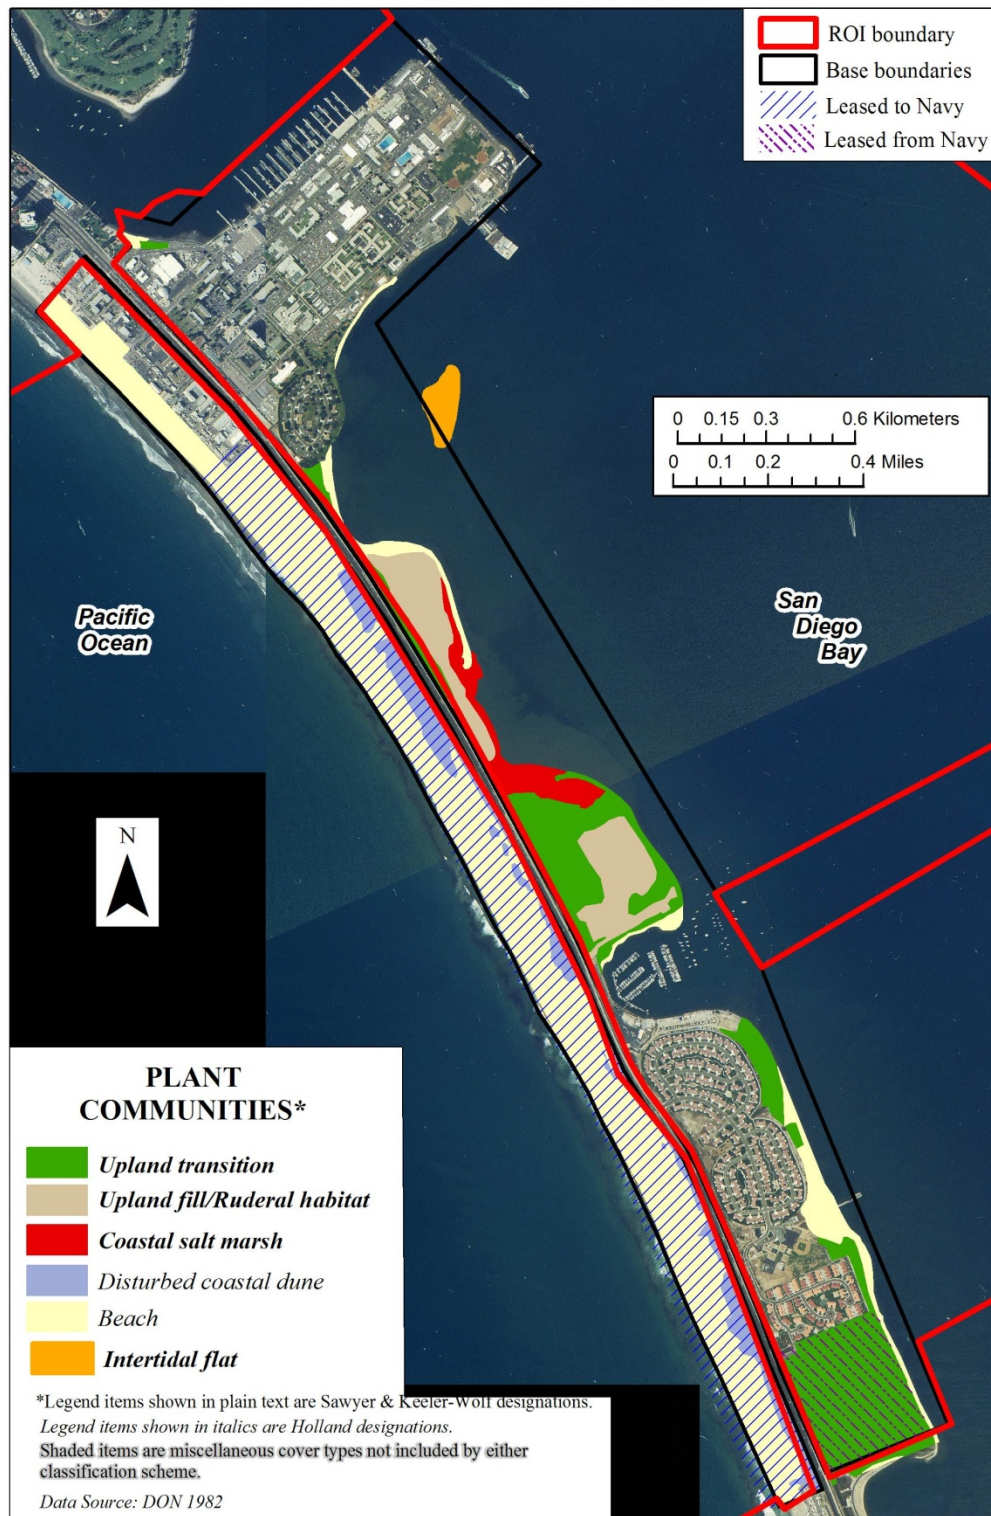 ROI boundary
Base boundaries
Leased to Navy
Leased from Navy
0 0.15 0.3 0.6 Kilometers
0 0.1 0.2 0.4 Miles
Pacific
Ocean
San
Diego
Bay
N
PLANT
COMMUNITIES*
Upland transition
Upland fill/Ruderal habitat
Coastal salt marsh
Disturbed coastal dune
Beach
Intertidal flat
*Legend items shown in plain text are Sawyer & Keeler-Wolf designations.
Legend items shown in italics are Holland designations.
Shaded items are miscellaneous cover types not included by either
classification scheme.
Data Source: DON 1982